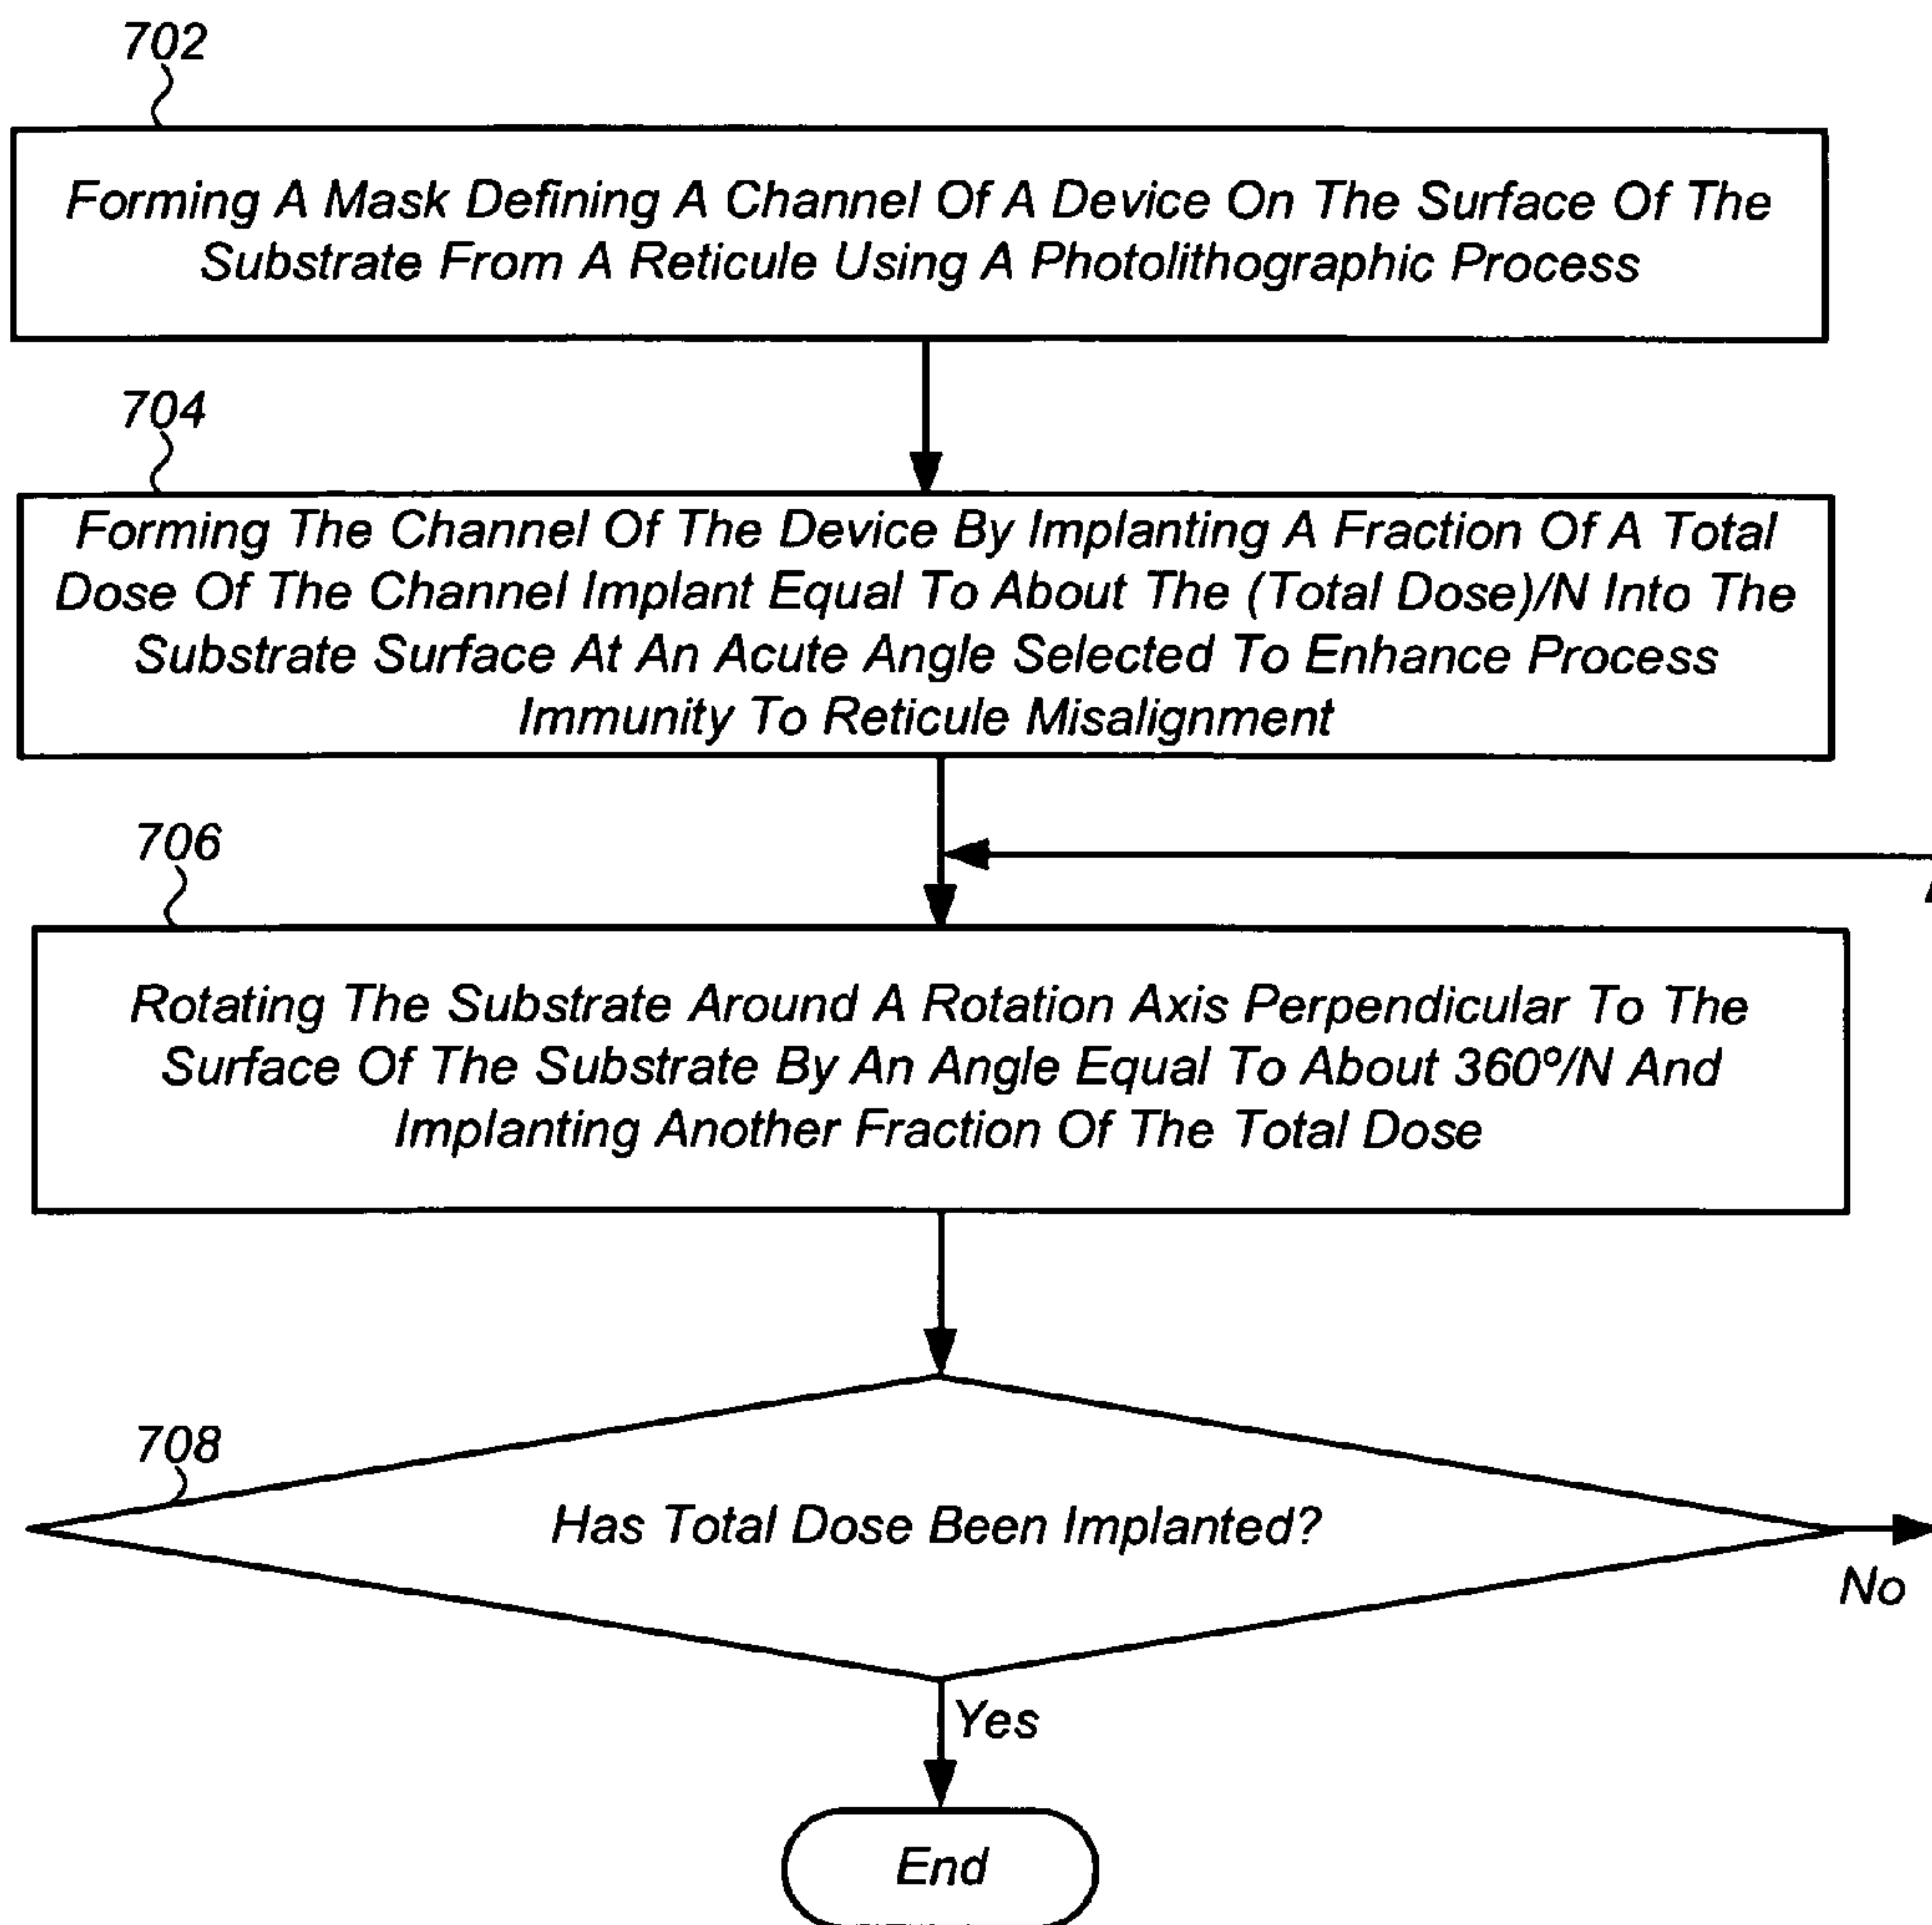 702
Forming A Mask Defining A Channel Of A Device On The Surface Of The
Substrate From A Reticule Using A Photolithographic Process
704
Forming The Channel Of The Device By Implanting A Fraction Of A Total
Dose Of The Channel Implant Equal To About The (Total Dose)/N Into The
Substrate Surface At An Acute Angle Selected To Enhance Process
Immunity To Reticule Misalignment
706
Rotating The Substrate Around A Rotation Axis Perpendicular To The
Surface Of The Substrate By An Angle Equal To About 360º/N And
Implanting Another Fraction Of The Total Dose
708
Has Total Dose Been Implanted?
No
Yes
End